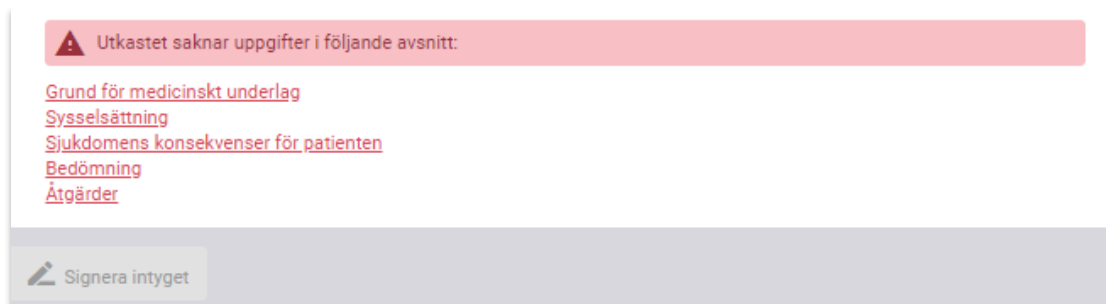 Utkastet saknar uppgifter i följande avsnitt:
Grund för medicinskt underlag
Sysselsättning
Sjukdomens konsekvenser för patienten
Bedömning
Åtgärder
Signera intyget